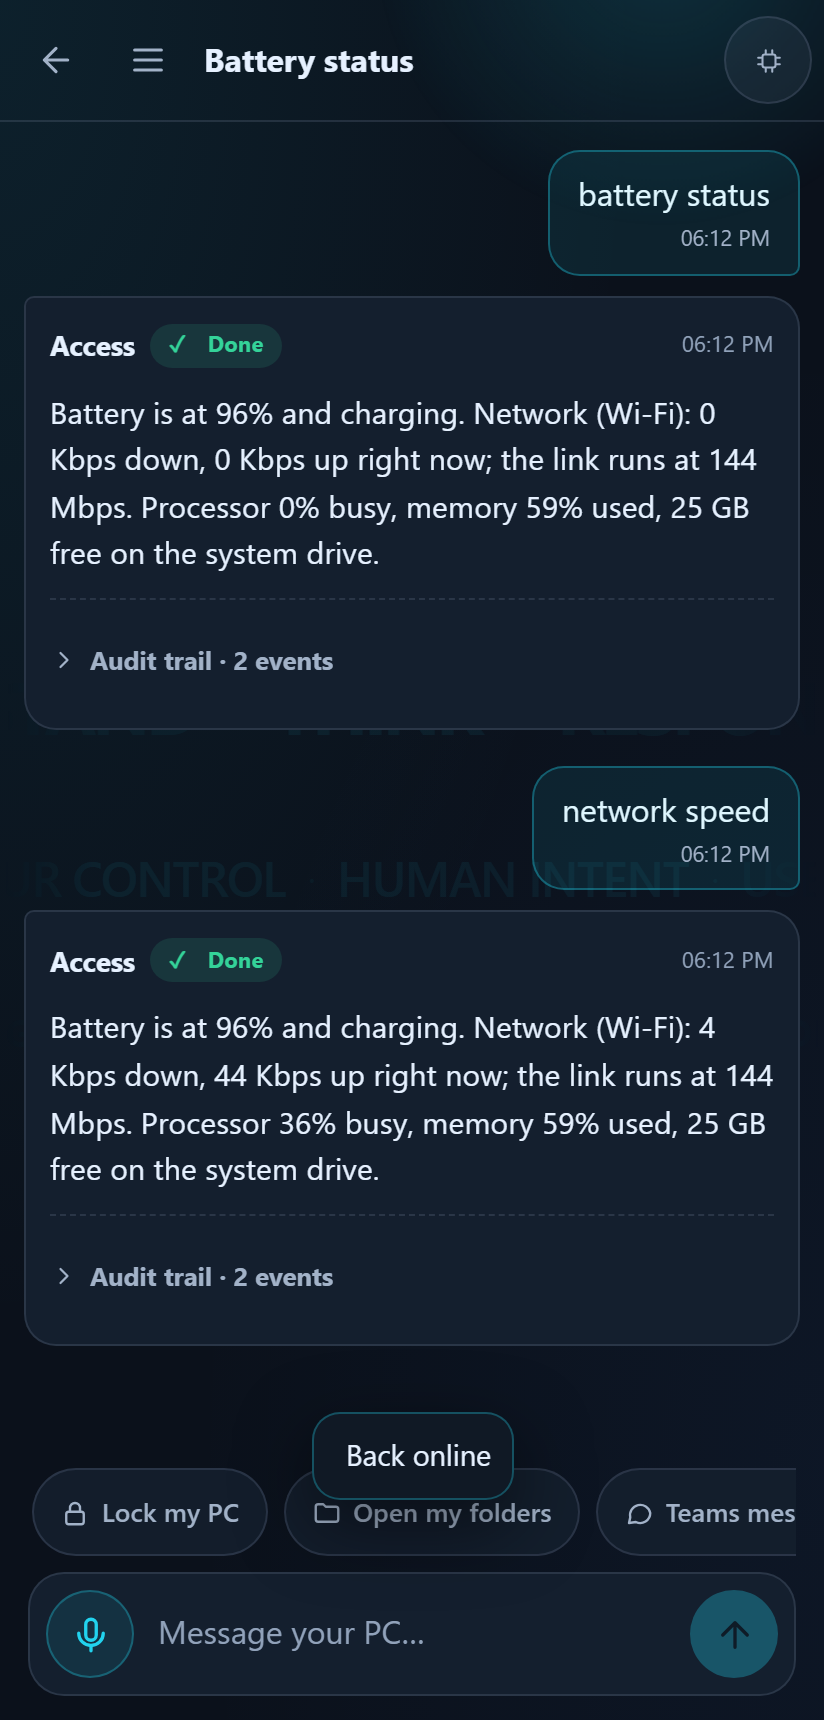 Battery status
battery status
06:12 PM
Access ✓ Done 06:12 PM
Battery is at 96% and charging. Network (Wi-Fi): 0
Kbps down, 0 Kbps up right now; the link runs at 144
Mbps. Processor 0% busy, memory 59% used, 25 GB
free on the system drive.
Audit trail · 2 events
network speed
06:12 PM
CONTROL · HUMAN INTENT
Access ✓ Done 06:12 PM
Battery is at 96% and charging. Network (Wi-Fi): 4
Kbps down, 44 Kbps up right now; the link runs at 144
Mbps. Processor 36% busy, memory 59% used, 25 GB
free on the system drive.
Audit trail · 2 events
Back online
Lock my PC Open my folders Teams mes
Message your PC...